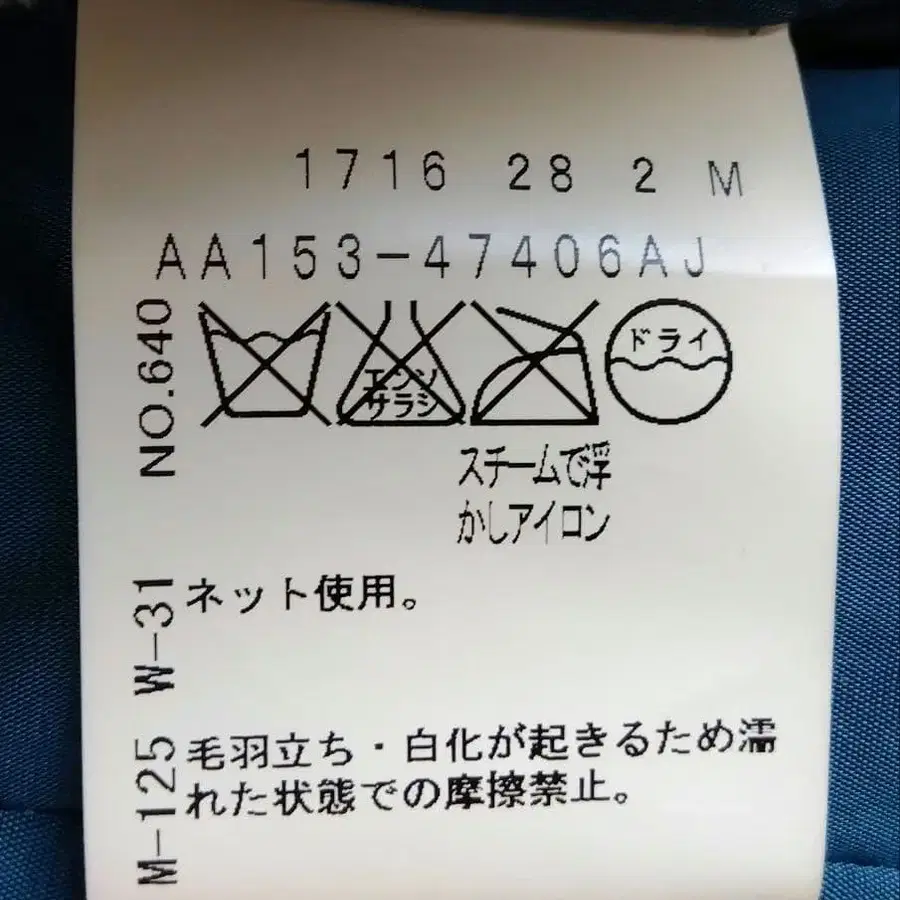 1716 28 2 M
AA153-47406AJ
NO.640
エンソ
サラシ
ドライ
スチームで浮
かしアイロン
W-31
ネット使用。
M-125
毛羽立ち・白化が起きるため濡
れた状態での摩擦禁止。